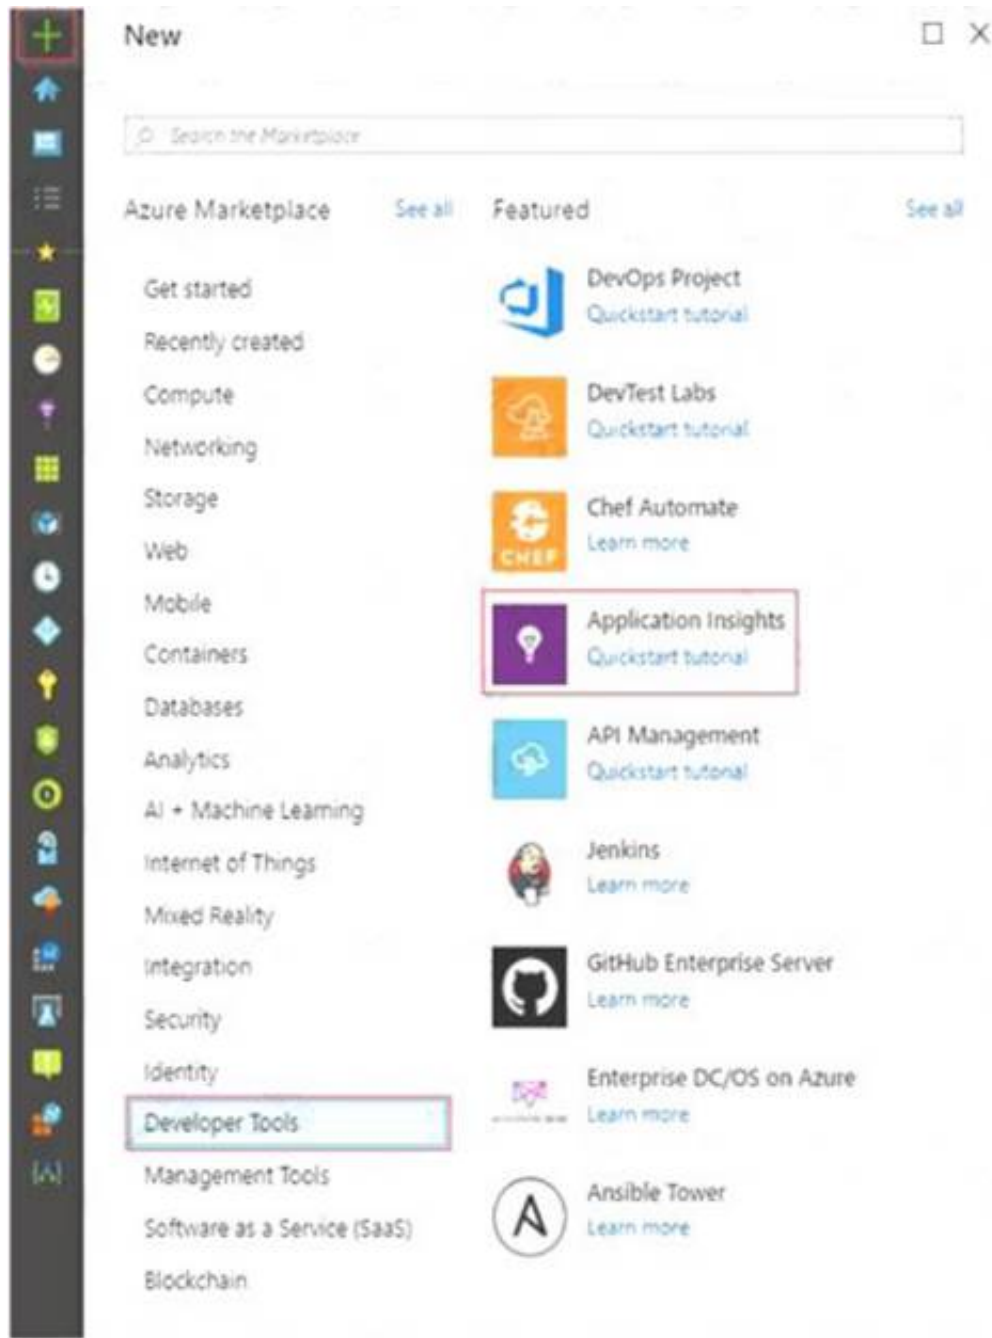 New
Search the Marketplace
Azure Marketplace
See all
Featured
See all
Get started
Recently created
Compute
Networking
Storage
Web
Mobile
Containers
Databases
Analytics
AI + Machine Learning
Internet of Things
Mixed Reality
Integration
Security
Identity
Developer Tools
Management Tools
Software as a Service (SaaS)
Blockchain
DevOps Project
Quickstart tutorial
DevTest Labs
Quickstart tutorial
CHEF
Chef Automate
Learn more
Application Insights
Quickstart tutorial
API Management
Quickstart tutorial
Jenkins
Learn more
GitHub Enterprise Server
Learn more
Enterprise DC/OS on Azure
Learn more
Ansible Tower
Learn more